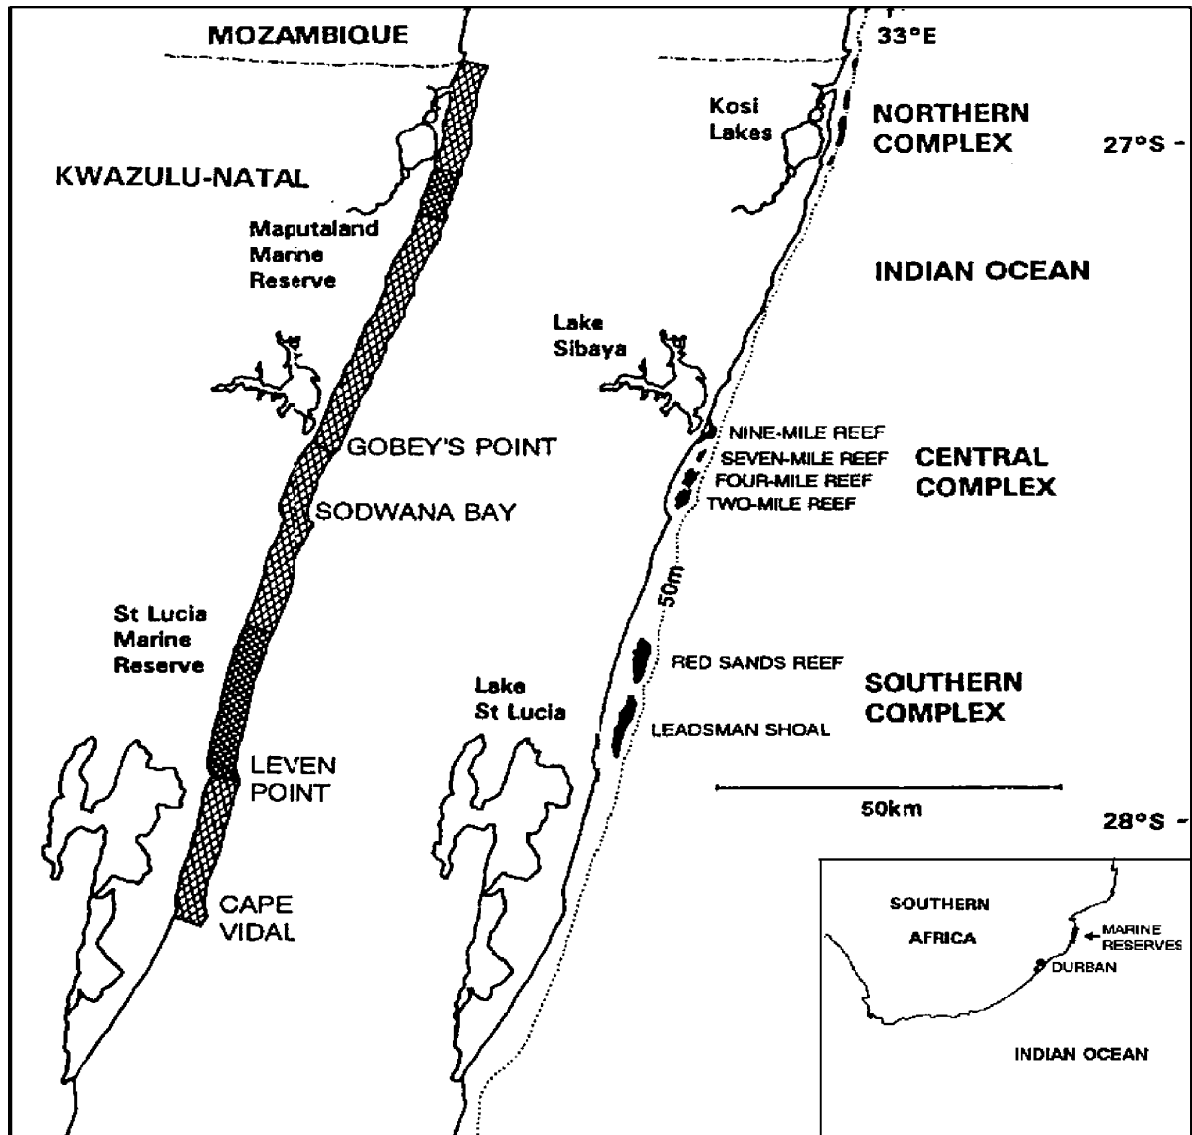 MOZAMBIQUE
KWAZULU-NATAL
Maputaland
Marine
Reserve
GOBEY'S POINT
SODWANA BAY
St Lucia
Marine
Reserve
LEVEN
POINT
CAPE
VIDAL
33°E
Kosi
Lakes
NORTHERN
COMPLEX
27°S
INDIAN OCEAN
Lake
Sibaya
NINE-MILE REEF
SEVEN-MILE REEF
FOUR-MILE REEF
TWO-MILE REEF
CENTRAL
COMPLEX
50m
RED SANDS REEF
Lake
St Lucia
LEADSMAN SHOAL
SOUTHERN
COMPLEX
50km
28°S
SOUTHERN
AFRICA
MARINE
RESERVES
DURBAN
INDIAN OCEAN